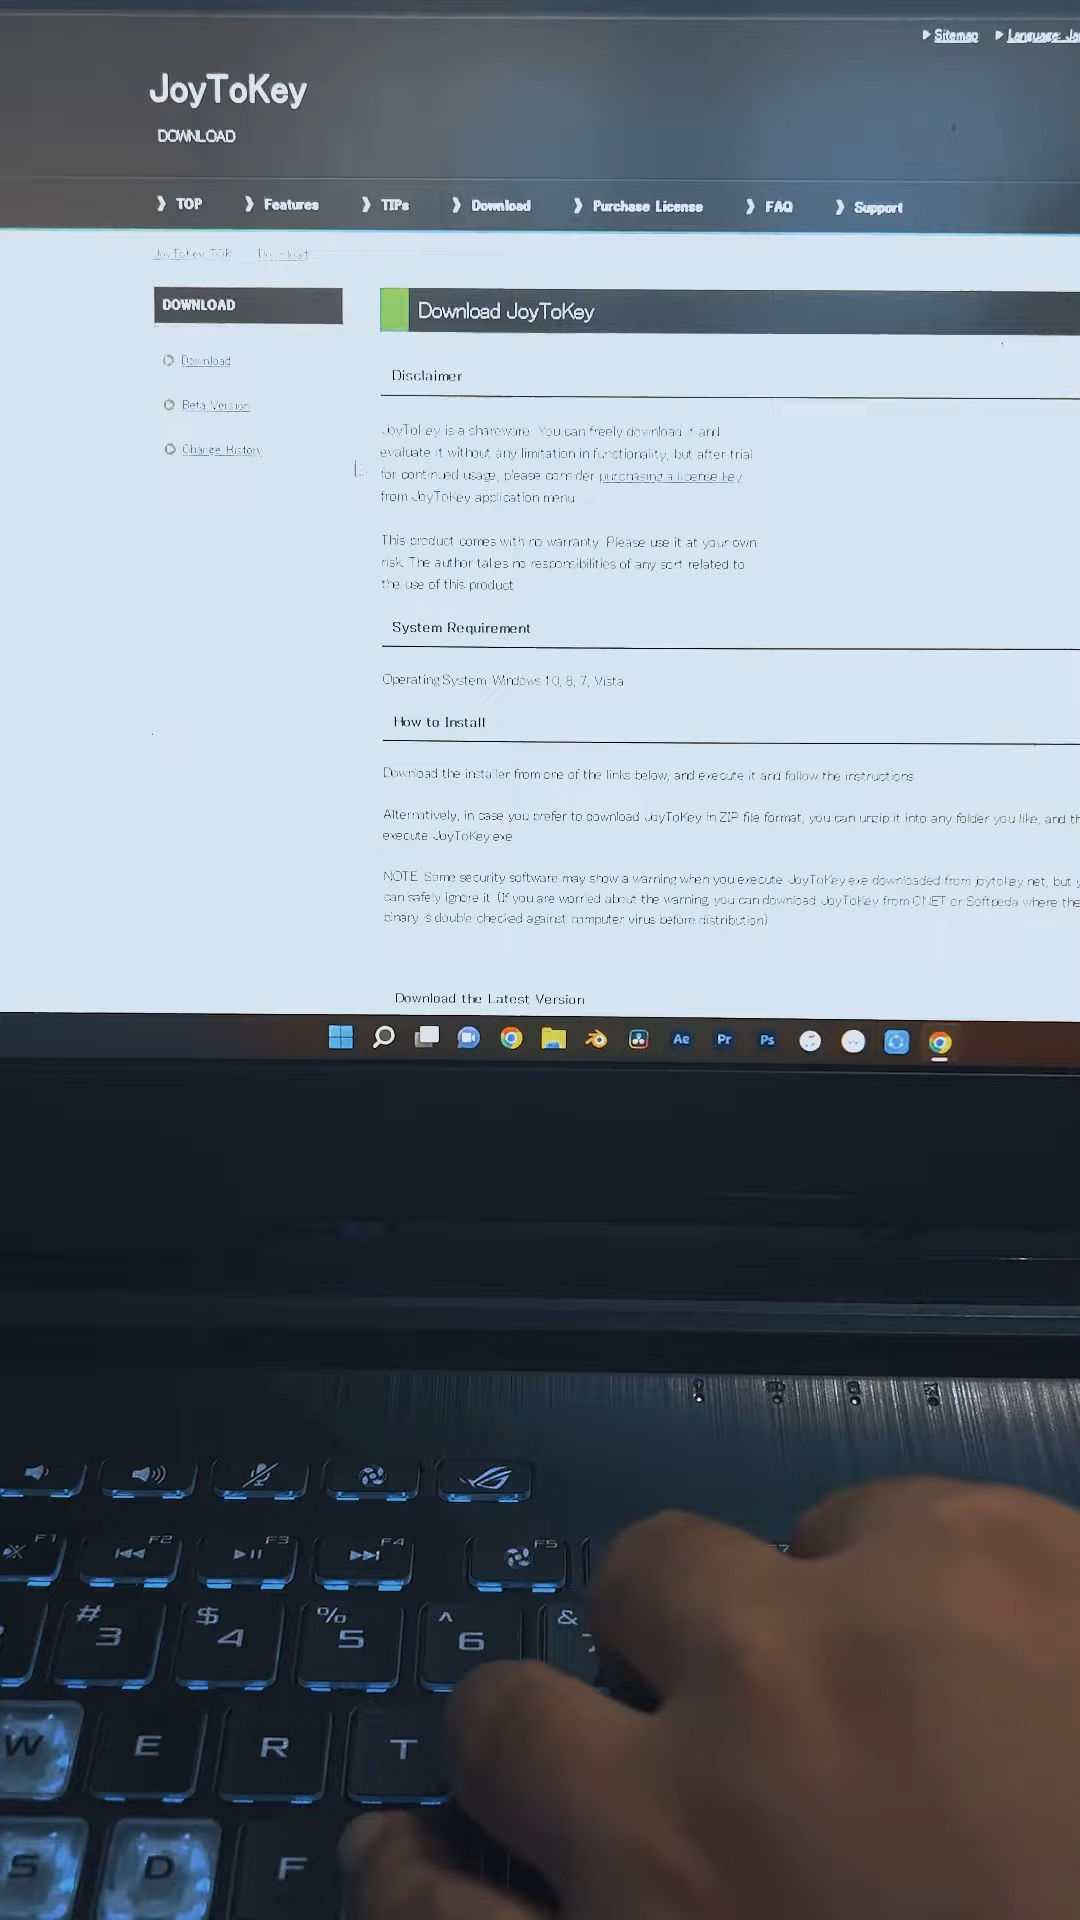 Sitemap
Language: Ja
JoyToKey
DOWNLOAD
TOP
Features
TIPs
Download
Purchase License
FAQ
Support
JoyToKey TOP
Download
DOWNLOAD
Download
Beta Version
Change History
Download JoyToKey
Disclaimer
JoyToKey is a shareware. You can freely download it and
evaluate it without any limitation in functionality, but after trial
for continued usage, please consider purchasing a license key
from JoyToKey application menu.
This product comes with no warranty. Please use it at your own
risk. The author takes no responsibilities of any sort related to
the use of this product.
System Requirement
Operating System: Windows 10, 8, 7, Vista
How to Install
Download the installer from one of the links below, and execute it and follow the instructions.
Alternatively, in case you prefer to download JoyToKey in ZIP file format, you can unzip it into any folder you like, and th
execute JoyToKey.exe.
NOTE: Some security software may show a warning when you execute JoyToKey.exe downloaded from joytokey.net, but y
can safely ignore it. (If you are worried about the warning, you can download JoyToKey from CNET or Softpedia where the
binary is double checked against computer virus before distribution)
Download the Latest Version
Ae
Pr
Ps
F1
F2
F3
F4
F5
F7
# 3
$ 4
% 5
^ 6
&
W
E
R
T
S
D
F